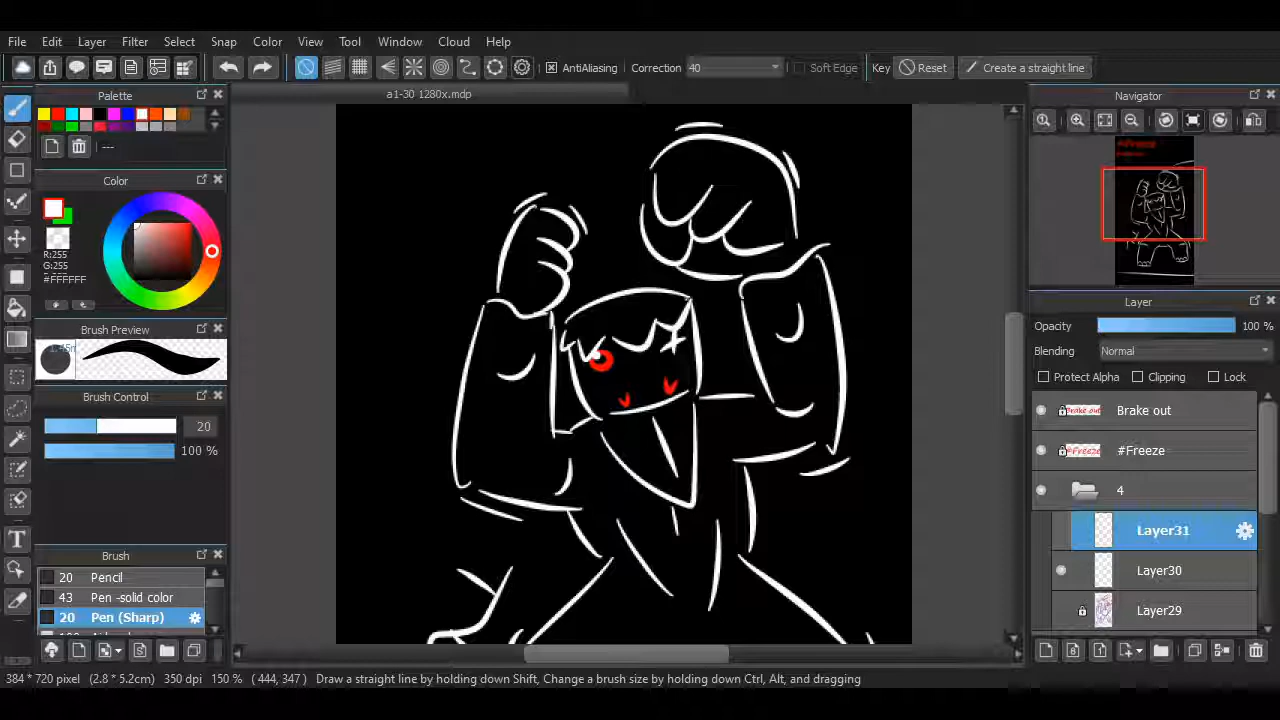 File Edit Layer Filter Select Snap Color View Tool Window Cloud Help
AntiAliasing Correction 40 Soft Edge Key Reset Create a straight line
a1-30 1280x.mdp
Palette
---
Color
R:255
G:255
#FFFFFF
Brush Preview
Brush Control
20
100 %
Brush
20 Pencil
43 Pen -solid color
20 Pen (Sharp)
Navigator
#Freeze
Layer
Opacity 100 %
Blending Normal
Protect Alpha Clipping Lock
Brake out Brake out
#Freeze #Freeze
4
Layer31
Layer30
Layer29
384 * 720 pixel (2.8 * 5.2cm) 350 dpi 150 % ( 444, 347 ) Draw a straight line by holding down Shift, Change a brush size by holding down Ctrl, Alt, and dragging